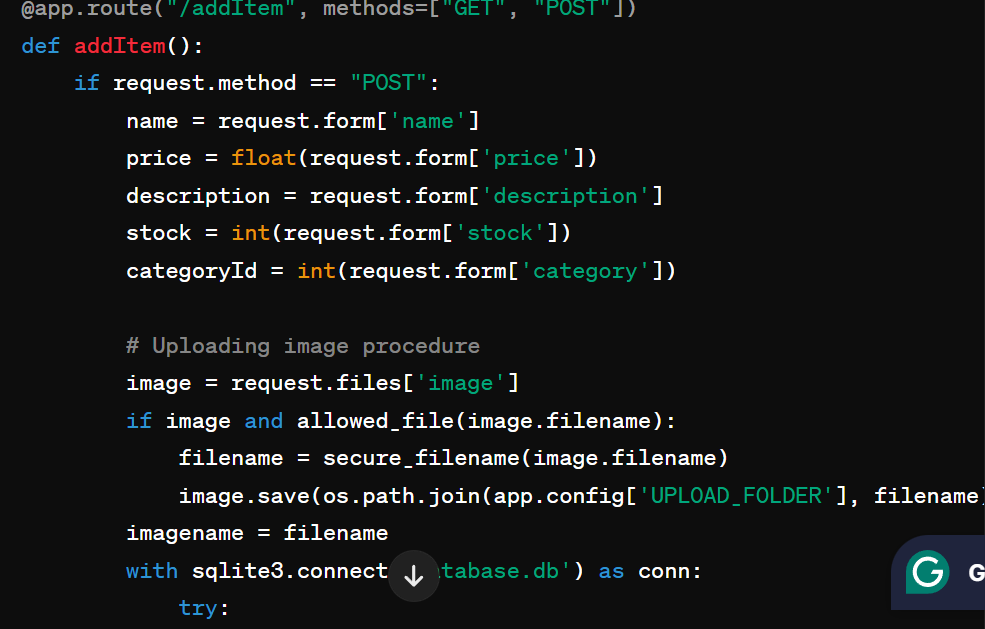 @app.route("/addItem", methods=["GET", "POST"])
def addItem():
    if request.method == "POST":
        name = request.form['name']
        price = float(request.form['price'])
        description = request.form['description']
        stock = int(request.form['stock'])
        categoryId = int(request.form['category'])
        # Uploading image procedure
        image = request.files['image']
        if image and allowed_file(image.filename):
            filename = secure_filename(image.filename)
            image.save(os.path.join(app.config['UPLOAD_FOLDER'], filename
        imagename = filename
        with sqlite3.connect tabase.db') as conn:
            try:
G